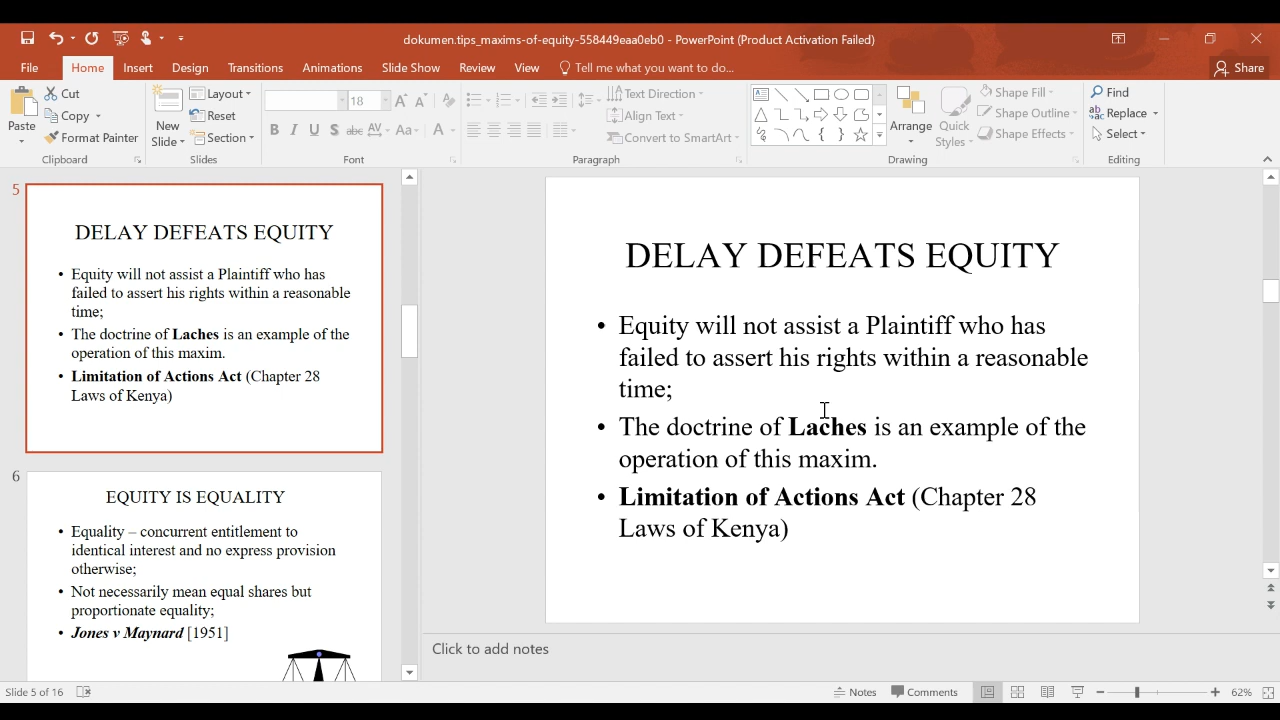 dokumen.tips_maxims-of-equity-558449eaa0eb0 - PowerPoint (Product Activation Failed)
File Home Insert Design Transitions Animations Slide Show Review View Tell me what you want to do... Share
Paste
Cut
Copy
Format Painter
Clipboard
New Slide
Layout
Reset
Section
Slides
18
B I U S abc AV Aa A
Font
Text Direction
Align Text
Convert to SmartArt
Paragraph
Arrange
Quick Styles
Shape Fill
Shape Outline
Shape Effects
Drawing
Find
Replace
Select
Editing
5
DELAY DEFEATS EQUITY
• Equity will not assist a Plaintiff who has
failed to assert his rights within a reasonable
time;
• The doctrine of Laches is an example of the
operation of this maxim.
• Limitation of Actions Act (Chapter 28
Laws of Kenya)
6
EQUITY IS EQUALITY
• Equality – concurrent entitlement to
identical interest and no express provision
otherwise;
• Not necessarily mean equal shares but
proportionate equality;
• Jones v Maynard [1951]
DELAY DEFEATS EQUITY
• Equity will not assist a Plaintiff who has
failed to assert his rights within a reasonable
time;
• The doctrine of Laches is an example of the
operation of this maxim.
• Limitation of Actions Act (Chapter 28
Laws of Kenya)
Click to add notes
Slide 5 of 16 Notes Comments 62%